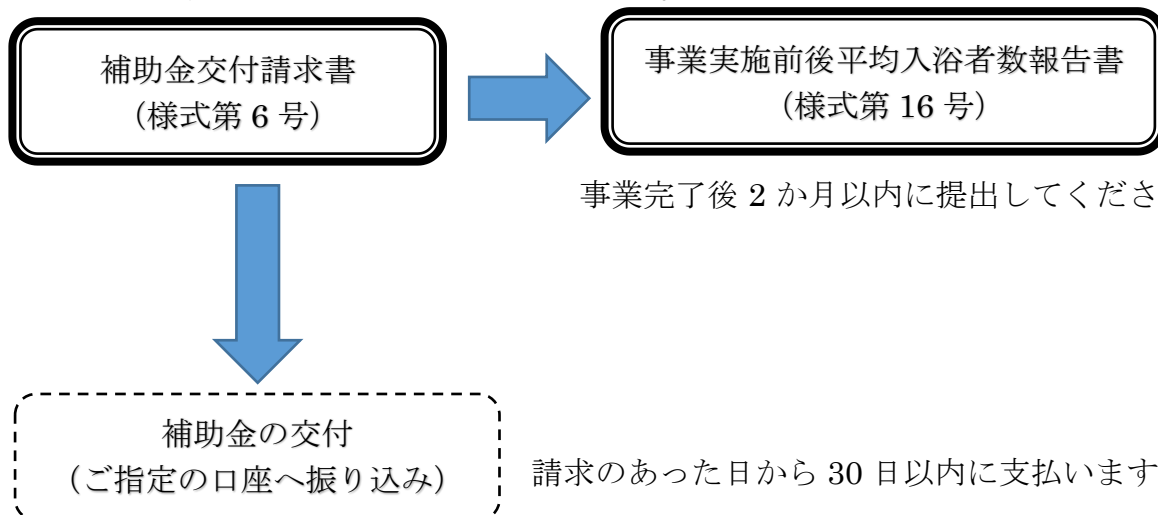 補助金交付請求書
(様式第 6 号)
事業実施前後平均入浴者数報告書
(様式第 16 号)
事業完了後 2 か月以内に提出してくださ
補助金の交付
(ご指定の口座へ振り込み)
請求のあった日から 30 日以内に支払います